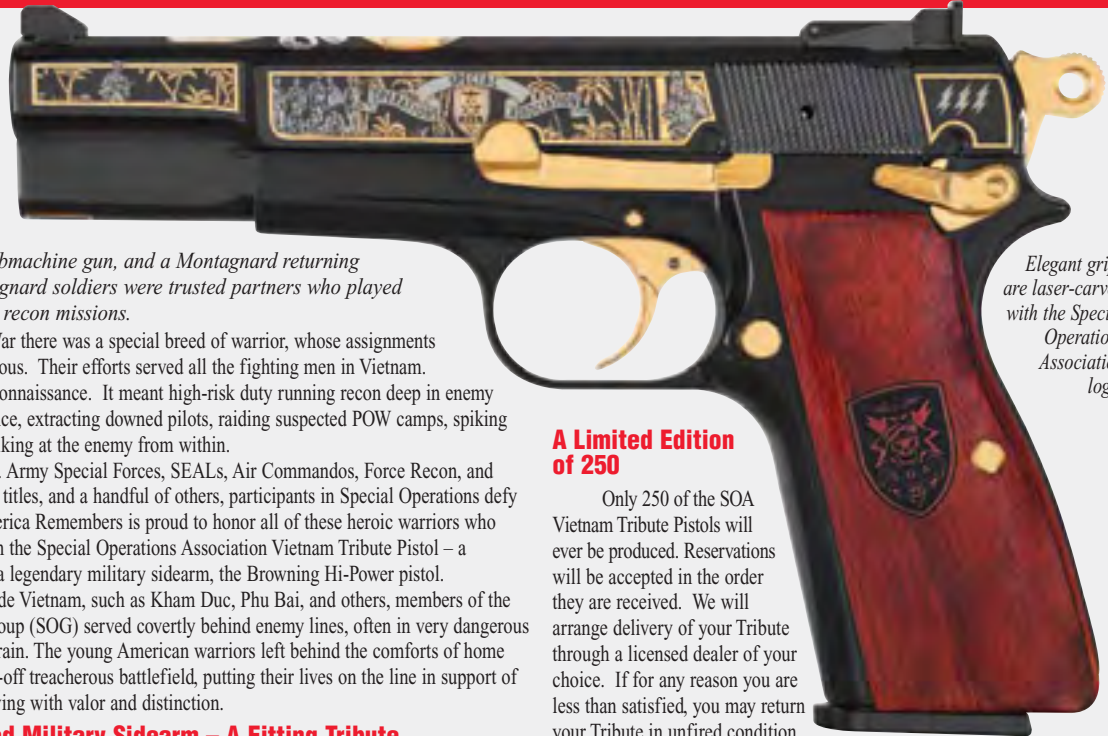 SPECIAL
bmachine gun, and a Montagnard returning
gnard soldiers were trusted partners who played
recon missions.
ar there was a special breed of warrior, whose assignments
ous. Their efforts served all the fighting men in Vietnam.
onnaissance. It meant high-risk duty running recon deep in enemy
ce, extracting downed pilots, raiding suspected POW camps, spiking
king at the enemy from within.
Army Special Forces, SEALs, Air Commandos, Force Recon, and
titles, and a handful of others, participants in Special Operations defy
erica Remembers is proud to honor all of these heroic warriors who
n the Special Operations Association Vietnam Tribute Pistol – a
a legendary military sidearm, the Browning Hi-Power pistol.
de Vietnam, such as Kham Duc, Phu Bai, and others, members of the
oup (SOG) served covertly behind enemy lines, often in very dangerous
rain. The young American warriors left behind the comforts of home
-off treacherous battlefield, putting their lives on the line in support of
ving with valor and distinction.
d Military Sidearm – A Fitting Tribute
A Limited Edition
of 250
Only 250 of the SOA
Vietnam Tribute Pistols will
ever be produced. Reservations
will be accepted in the order
they are received. We will
arrange delivery of your Tribute
through a licensed dealer of your
choice. If for any reason you are
less than satisfied, you may return
your Tribute in unfired condition
Elegant grip
are laser-carve
with the Speci
Operatio
Associati
log